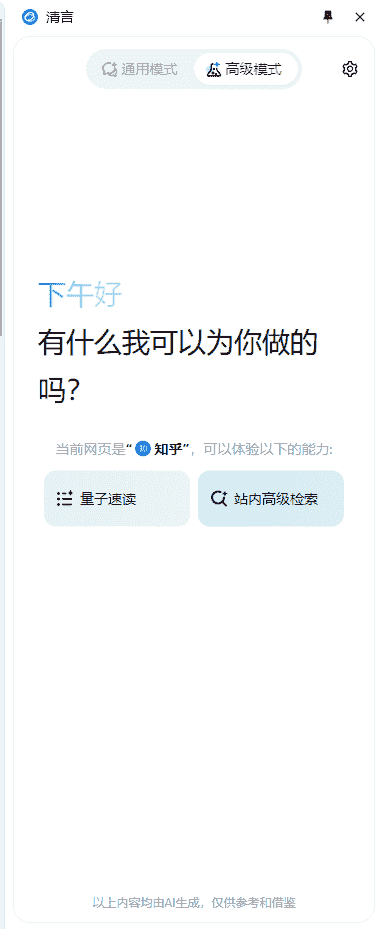 清言
通用模式
高级模式
下午好
有什么我可以为你做的
吗?
当前网页是“知乎”，可以体验以下的能力:
量子速读
站内高级检索
以上内容均由AI生成，仅供参考和借鉴